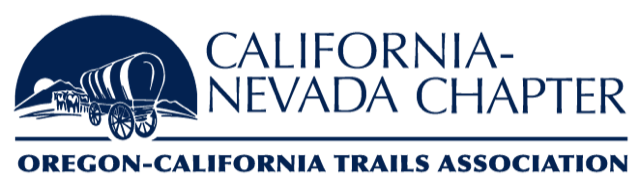 CALIFORNIA-
NEVADA CHAPTER
OREGON-CALIFORNIA TRAILS ASSOCIATION